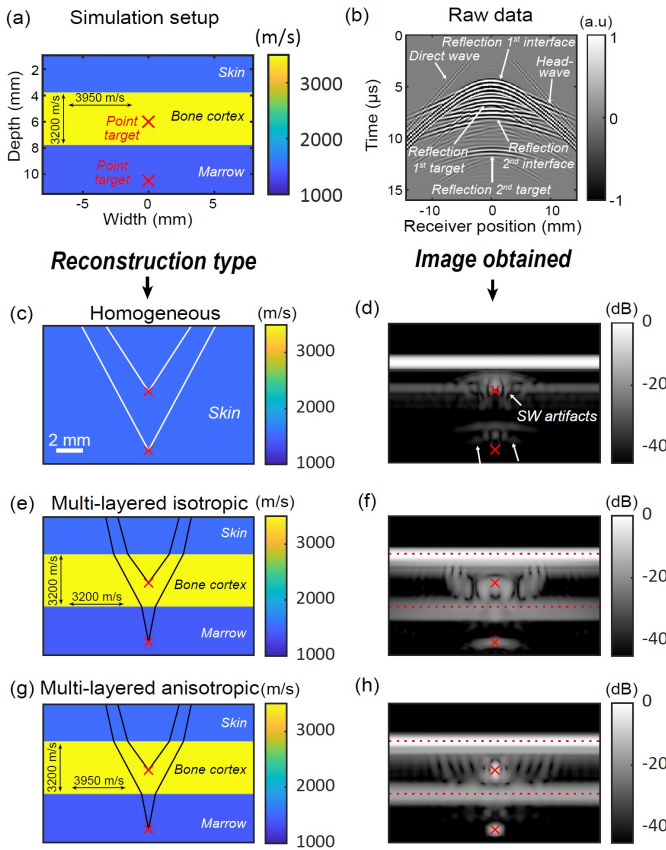 (a) Simulation setup
(m/s)
Skin
3950 m/s
3200 m/s
Bone cortex
Point
target
Point
target
Marrow
Depth (mm)
2
4
6
8
10
-5
0
5
Width (mm)
3000
2000
1000
(b) Raw data
(a.u)
Reflection 1st interface
Direct wave
Head-
wave
Reflection
1st target
Reflection
2nd interface
Reflection 2nd target
Time (µs)
0
5
10
15
-10
0
10
Receiver position (mm)
1
0
-1
Reconstruction type
Image obtained
(c) Homogeneous
(m/s)
Skin
2 mm
3000
2000
1000
(d)
(dB)
SW artifacts
0
-20
-40
(e) Multi-layered isotropic
(m/s)
Skin
3200 m/s
3200 m/s
Bone cortex
Marrow
3000
2000
1000
(f)
(dB)
0
-20
-40
(g) Multi-layered anisotropic
(m/s)
Skin
3200 m/s
3950 m/s
Bone cortex
Marrow
3000
2000
1000
(h)
(dB)
0
-20
-40